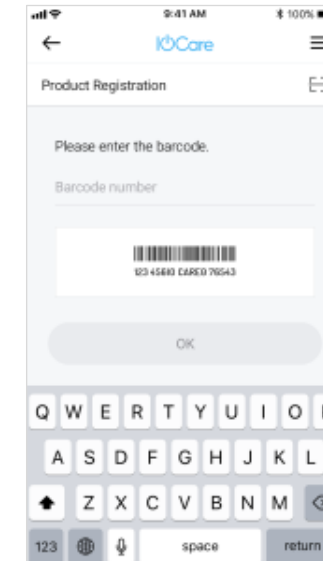 9:41 AM
100%
IOCare
Product Registration
Please enter the barcode.
Barcode number
123 45610 CARE0 76543
OK
Q W E R T Y U I O
A S D F G H J K L
Z X C V B N M
123 space return